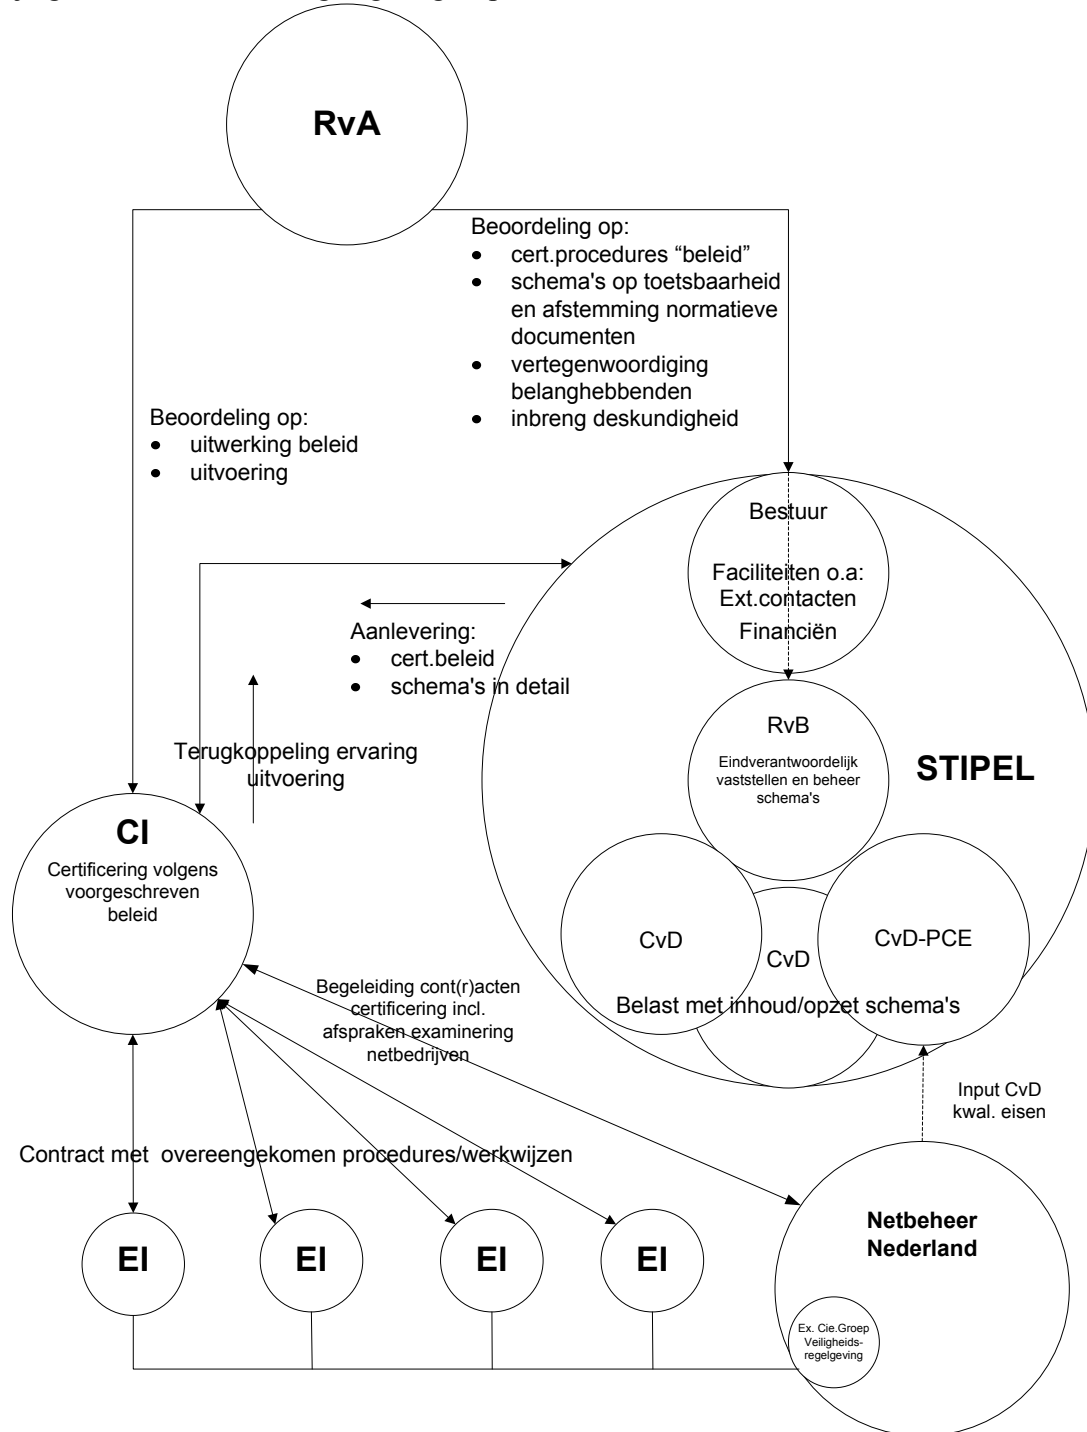 RvA
Beoordeling op:
• cert.procedures “beleid”
• schema's op toetsbaarheid
en afstemming normatieve
documenten
• vertegenwoordiging
belanghebbenden
• inbreng deskundigheid
Beoordeling op:
• uitwerking beleid
• uitvoering
Bestuur
Faciliteiten o.a:
Ext.contacten
Financiën
Aanlevering:
• cert.beleid
• schema's in detail
RvB
Eindverantwoordelijk
vaststellen en beheer
schema's
STIPEL
Terugkoppeling ervaring
uitvoering
CI
Certificering volgens
voorgeschreven
beleid
CvD
CvD
CvD-PCE
Belast met inhoud/opzet schema's
Begeleiding cont(r)acten
certificering incl.
afspraken examinering
netbedrijven
Input CvD
kwal. eisen
Contract met overeengekomen procedures/werkwijzen
EI
EI
EI
EI
Netbeheer
Nederland
Ex. Cie.Groep
Veiligheids-
regelgeving